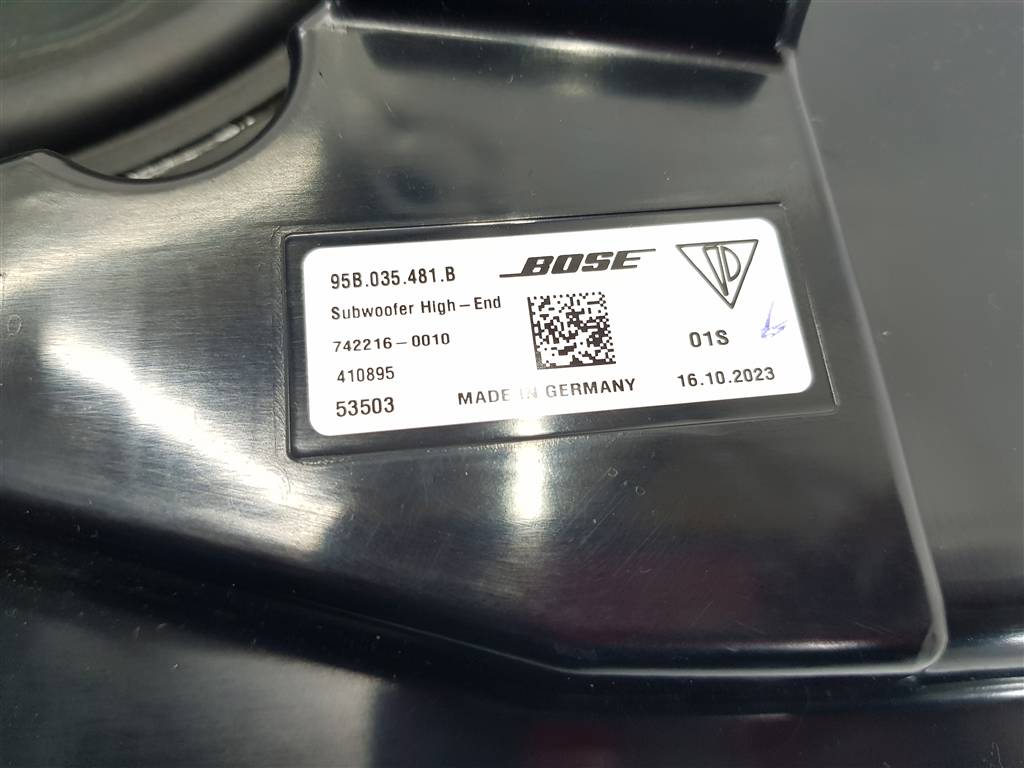 95B.035.481.B
BOSE
Subwoofer High-End
742216-0010
01S
410895
53503
MADE IN GERMANY
16.10.2023